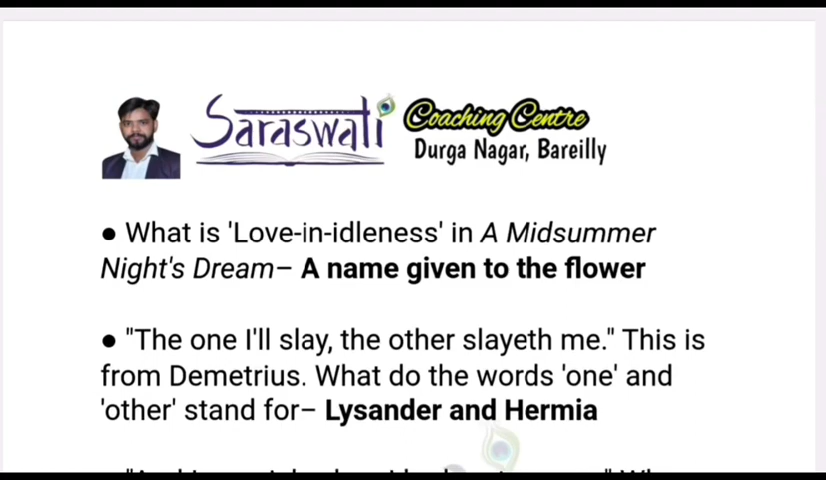 Saraswati Coaching Centre
Durga Nagar, Bareilly
● What is 'Love-in-idleness' in A Midsummer
Night's Dream– A name given to the flower
● "The one I'll slay, the other slayeth me." This is
from Demetrius. What do the words 'one' and
'other' stand for– Lysander and Hermia